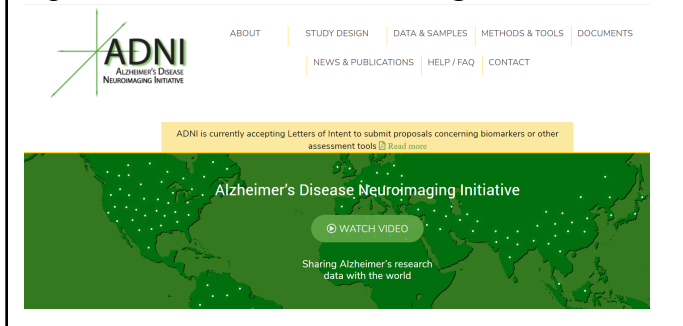 ADNI
ALZHEIMER'S DISEASE
NEUROIMAGING INITIATIVE
ABOUT
STUDY DESIGN
DATA & SAMPLES
METHODS & TOOLS
DOCUMENTS
NEWS & PUBLICATIONS
HELP / FAQ
CONTACT
ADNI is currently accepting Letters of Intent to submit proposals concerning biomarkers or other
assessment tools Read more
Alzheimer's Disease Neuroimaging Initiative
WATCH VIDEO
Sharing Alzheimer's research
data with the world